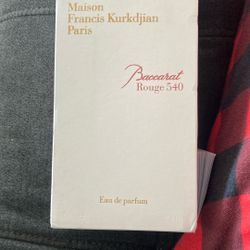 Maison
Francis Kurkdjian
Paris
Baccarat
Rouge 540
Eau de parfum